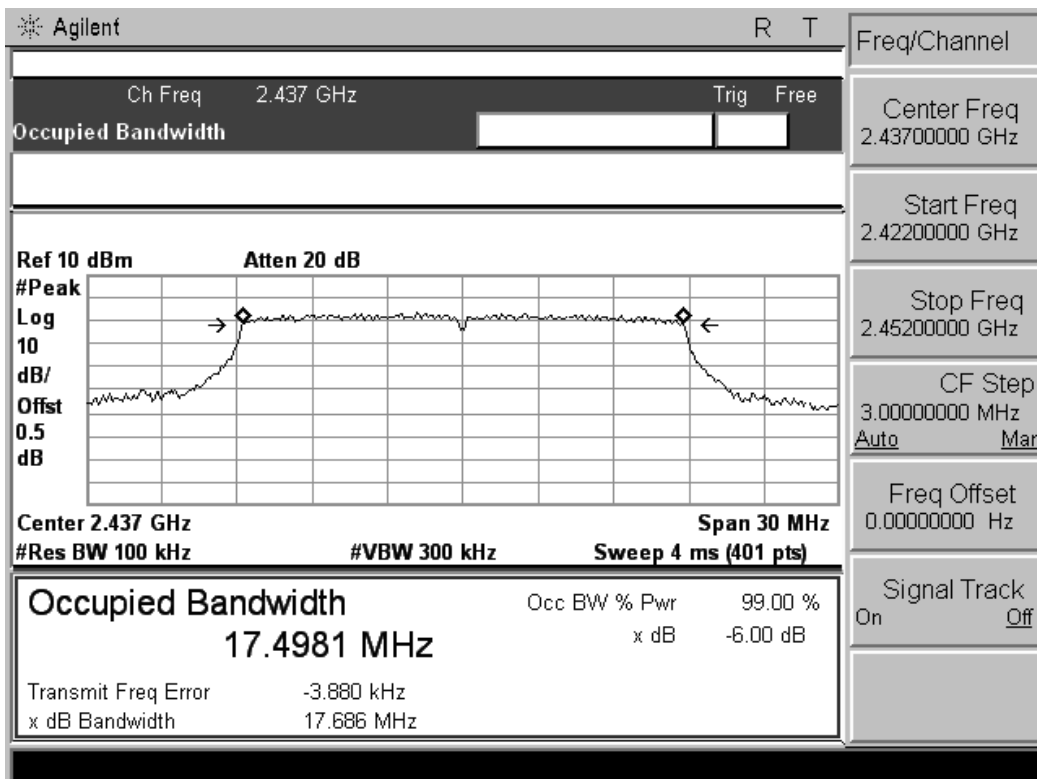 Agilent R T
Ch Freq 2.437 GHz Trig Free
Occupied Bandwidth
Ref 10 dBm Atten 20 dB
#Peak
Log
10
dB/
Offst
0.5
dB
Center 2.437 GHz Span 30 MHz
#Res BW 100 kHz #VBW 300 kHz Sweep 4 ms (401 pts)
Occupied Bandwidth
17.4981 MHz
Occ BW % Pwr 99.00 %
x dB -6.00 dB
Transmit Freq Error -3.880 kHz
x dB Bandwidth 17.686 MHz
Freq/Channel
Center Freq
2.43700000 GHz
Start Freq
2.42200000 GHz
Stop Freq
2.45200000 GHz
CF Step
3.00000000 MHz
Auto Man
Freq Offset
0.00000000 Hz
Signal Track
On Off